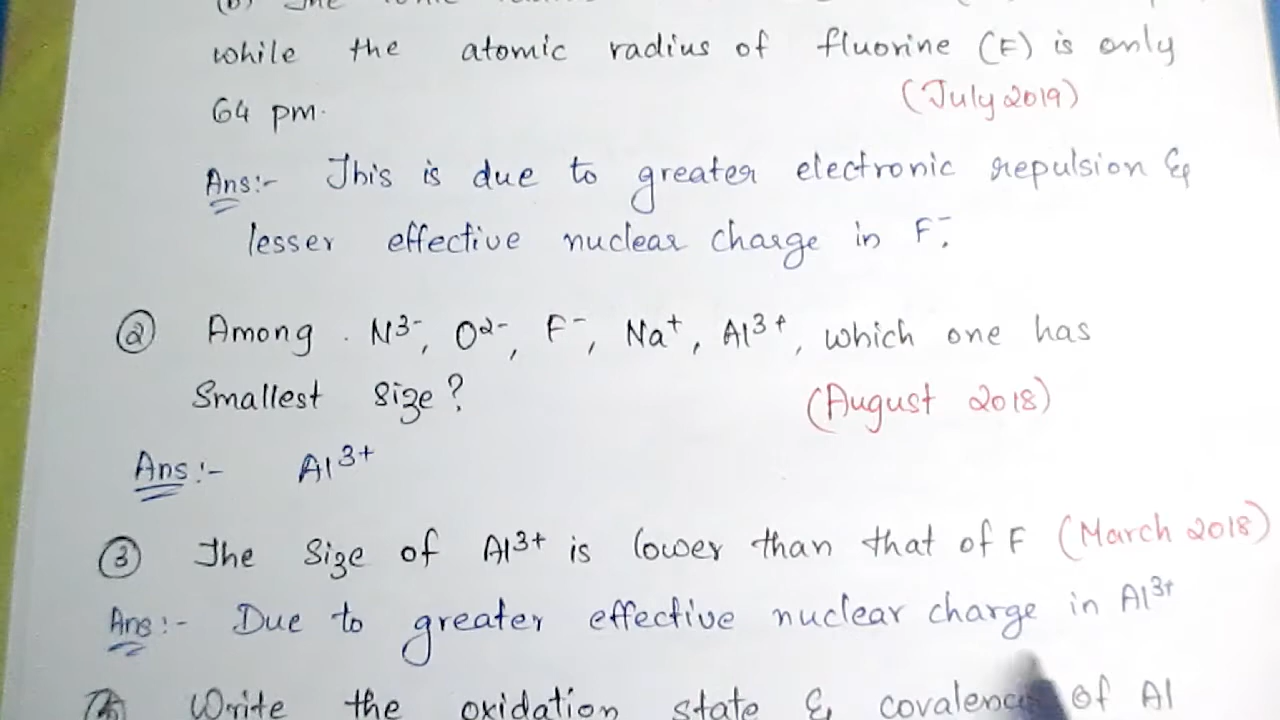 (b) The ionic
while the atomic radius of fluorine (F) is only
64 pm. (July 2019)
Ans:- This is due to greater electronic repulsion &
lesser effective nuclear charge in F⁻.
② Among N³⁻, O²⁻, F⁻, Na⁺, Al³⁺, which one has
Smallest Size? (August 2018)
Ans:- Al³⁺
③ The Size of Al³⁺ is lower than that of F (March 2018)
Ans:- Due to greater effective nuclear charge in Al³⁺
Write the oxidation state & covalency of Al